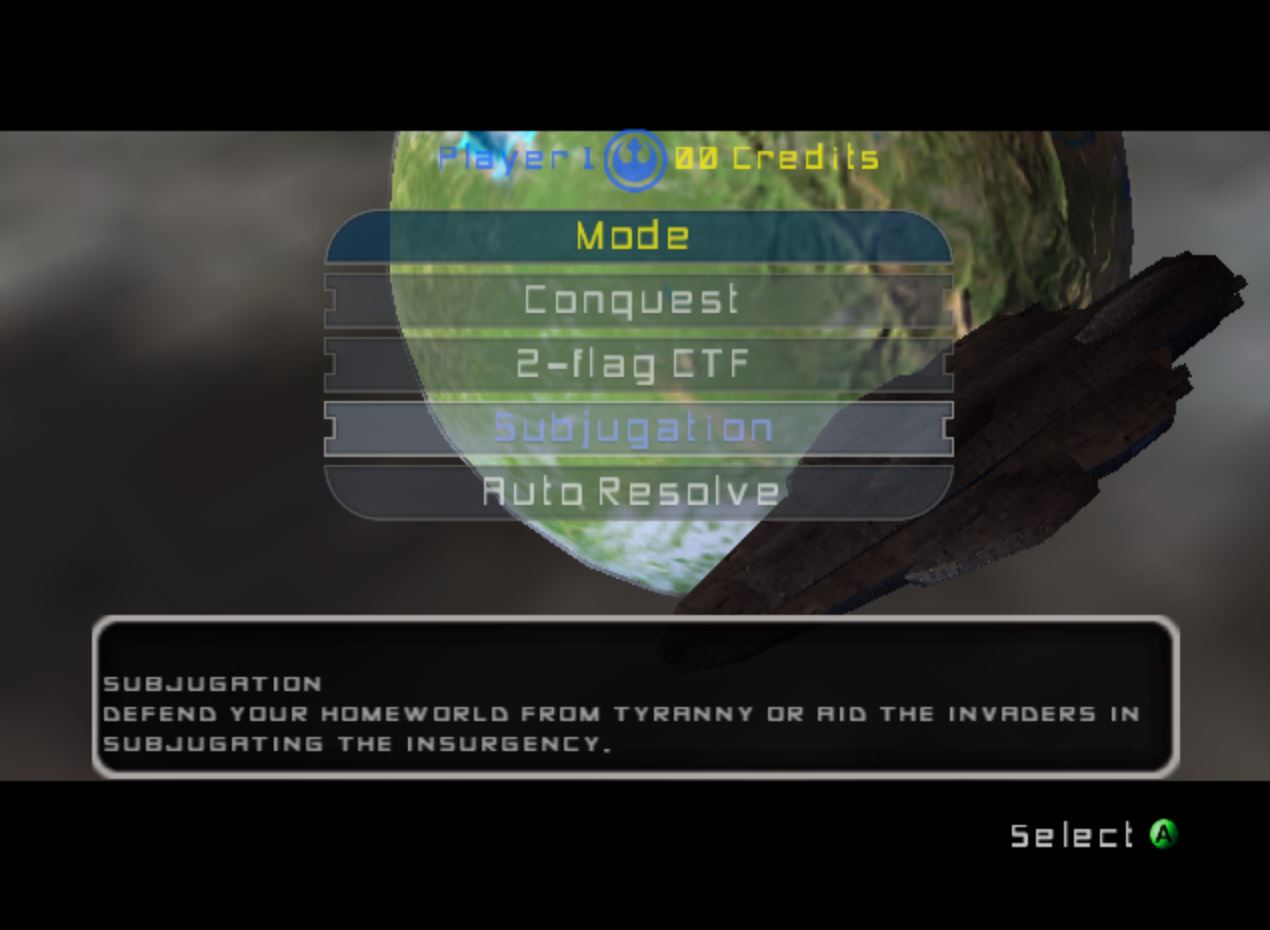 Player 1 00 Credits
Mode
Conquest
2-flag CTF
Subjugation
Auto Resolve
SUBJUGATION
DEFEND YOUR HOMEWORLD FROM TYRANNY OR AID THE INVADERS IN
SUBJUGATING THE INSURGENCY.
Select A